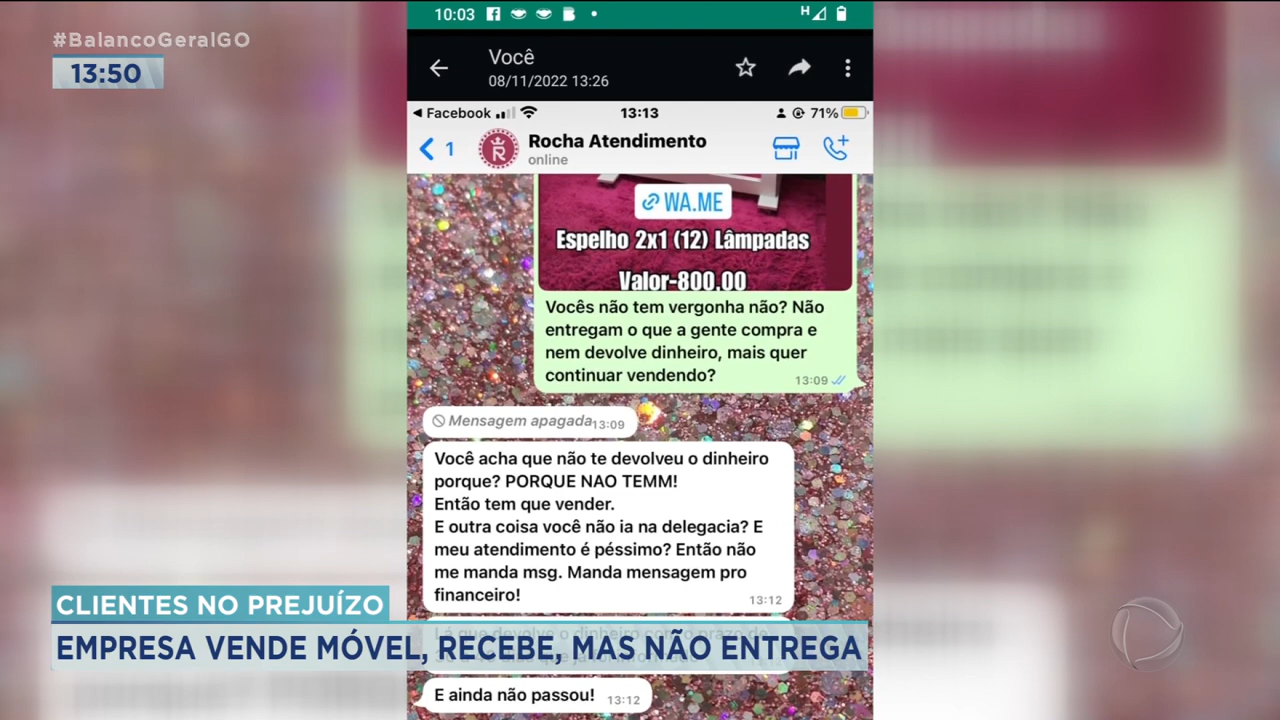 #BalancoGeralGO
13:50
10:03
H
Você
08/11/2022 13:26
Facebook
13:13
71%
1
R
Rocha Atendimento
online
WA.ME
Espelho 2x1 (12) Lâmpadas
Valor-800.00
Vocês não tem vergonha não? Não
entregam o que a gente compra e
nem devolve dinheiro, mais quer
continuar vendendo?
13:09
Mensagem apagada
13:09
Você acha que não te devolveu o dinheiro
porque? PORQUE NAO TEMM!
Então tem que vender.
E outra coisa você não ia na delegacia? E
meu atendimento é péssimo? Então não
me manda msg. Manda mensagem pro
financeiro!
13:12
CLIENTES NO PREJUÍZO
EMPRESA VENDE MÓVEL, RECEBE, MAS NÃO ENTREGA
E ainda não passou!
13:12